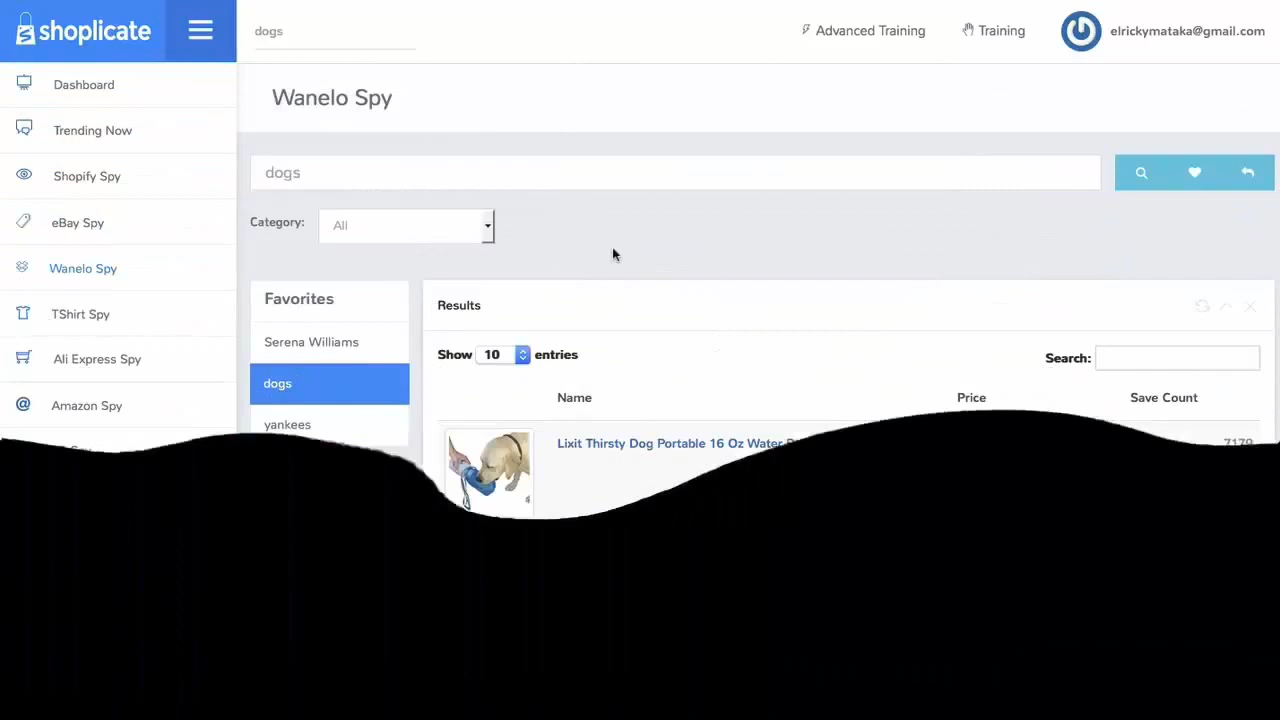 shoplicate
dogs
Advanced Training
Training
elrickymataka@gmail.com
Dashboard
Trending Now
Shopify Spy
eBay Spy
Wanelo Spy
TShirt Spy
Ali Express Spy
Amazon Spy
Wanelo Spy
dogs
Category:
All
Favorites
Serena Williams
dogs
yankees
Results
Show 10 entries
Search:
Name
Price
Save Count
Lixit Thirsty Dog Portable 16 Oz Water